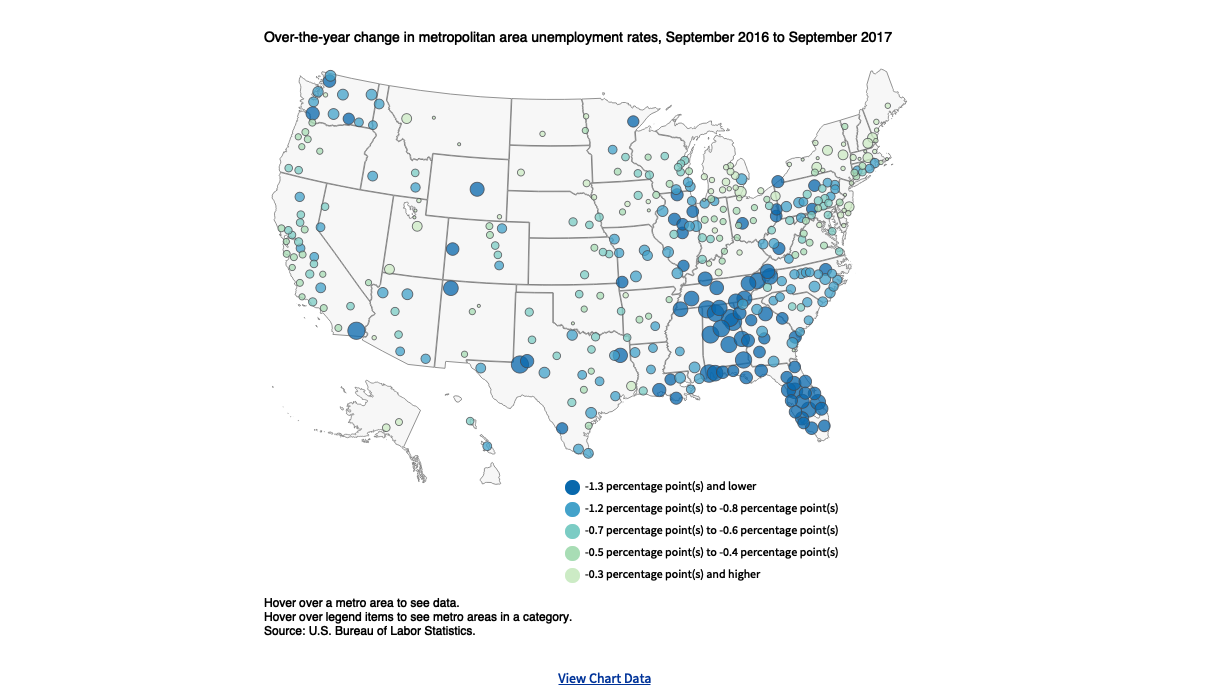 Over-the-year change in metropolitan area unemployment rates, September 2016 to September 2017
-1.3 percentage point(s) and lower
-1.2 percentage point(s) to -0.8 percentage point(s)
-0.7 percentage point(s) to -0.6 percentage point(s)
-0.5 percentage point(s) to -0.4 percentage point(s)
-0.3 percentage point(s) and higher
Hover over a metro area to see data.
Hover over legend items to see metro areas in a category.
Source: U.S. Bureau of Labor Statistics.
View Chart Data